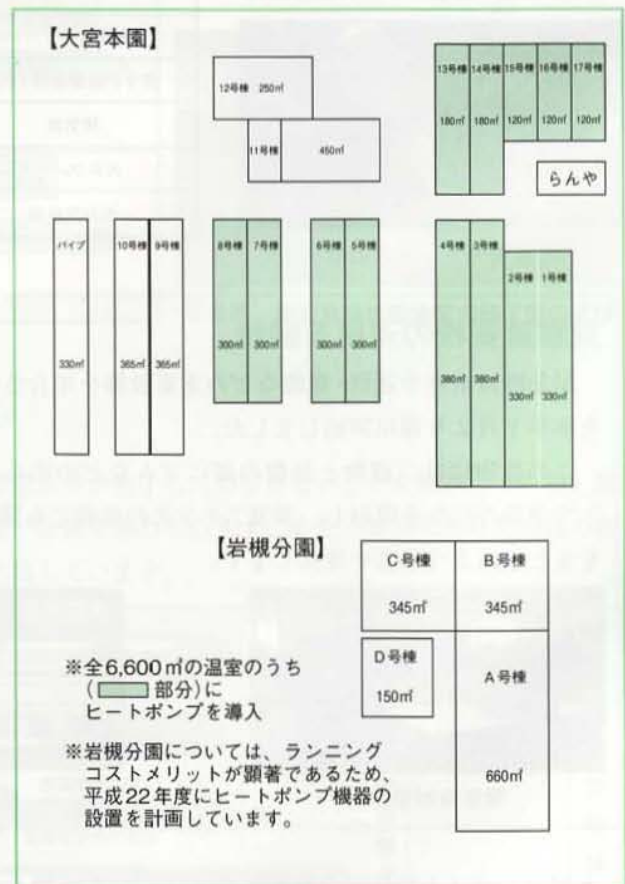 【大宮本園】
12号棟 250㎡
11号棟 450㎡
13号棟 14号棟 15号棟 16号棟 17号棟
180㎡ 180㎡ 120㎡ 120㎡ 120㎡
らんや
パイプ 10号棟 9号棟 8号棟 7号棟 6号棟 5号棟 4号棟 3号棟
2号棟 1号棟
330㎡ 365㎡ 365㎡ 300㎡ 300㎡ 300㎡ 300㎡ 380㎡ 380㎡ 330㎡ 330㎡
【岩槻分園】
C号棟 B号棟
345㎡ 345㎡
D号棟 A号棟
150㎡
660㎡
※全6,600㎡の温室のうち
( 部分)に
ヒートポンプを導入
※岩槻分園については、ランニング
コストメリットが顕著であるため、
平成22年度にヒートポンプ機器の
設置を計画しています。